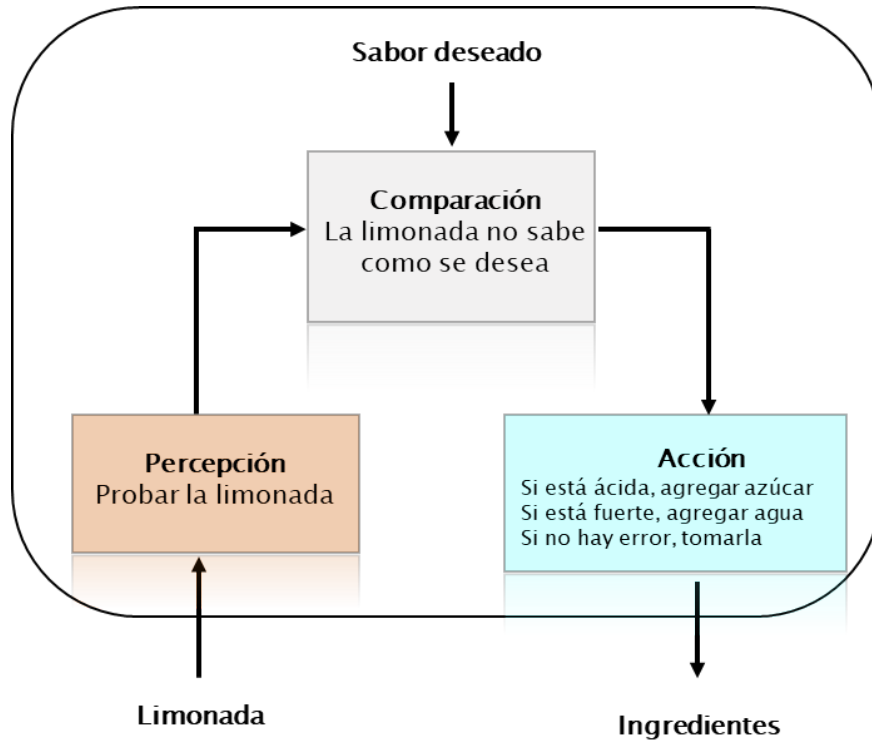 Sabor deseado
Comparación
La limonada no sabe
como se desea
Percepción
Probar la limonada
Acción
Si está ácida, agregar azúcar
Si está fuerte, agregar agua
Si no hay error, tomarla
Limonada
Ingredientes